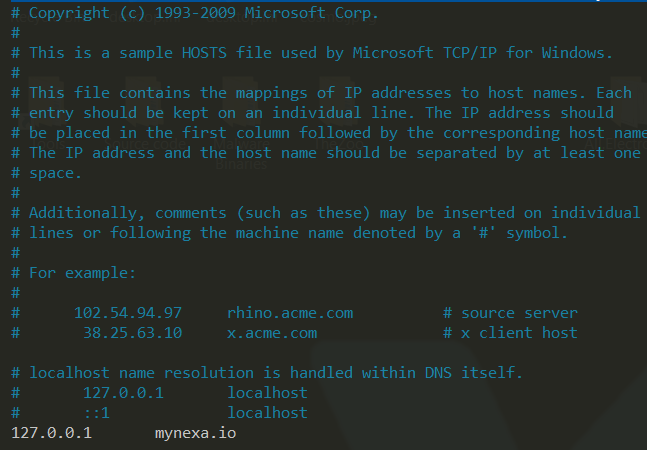 # Copyright (c) 1993-2009 Microsoft Corp.
#
# This is a sample HOSTS file used by Microsoft TCP/IP for Windows.
#
# This file contains the mappings of IP addresses to host names. Each
# entry should be kept on an individual line. The IP address should
# be placed in the first column followed by the corresponding host name
# The IP address and the host name should be separated by at least one
# space.
#
# Additionally, comments (such as these) may be inserted on individual
# lines or following the machine name denoted by a '#' symbol.
#
# For example:
#
#      102.54.94.97     rhino.acme.com          # source server
#       38.25.63.10     x.acme.com              # x client host

# localhost name resolution is handled within DNS itself.
#       127.0.0.1       localhost
#       ::1             localhost
127.0.0.1       mynexa.io